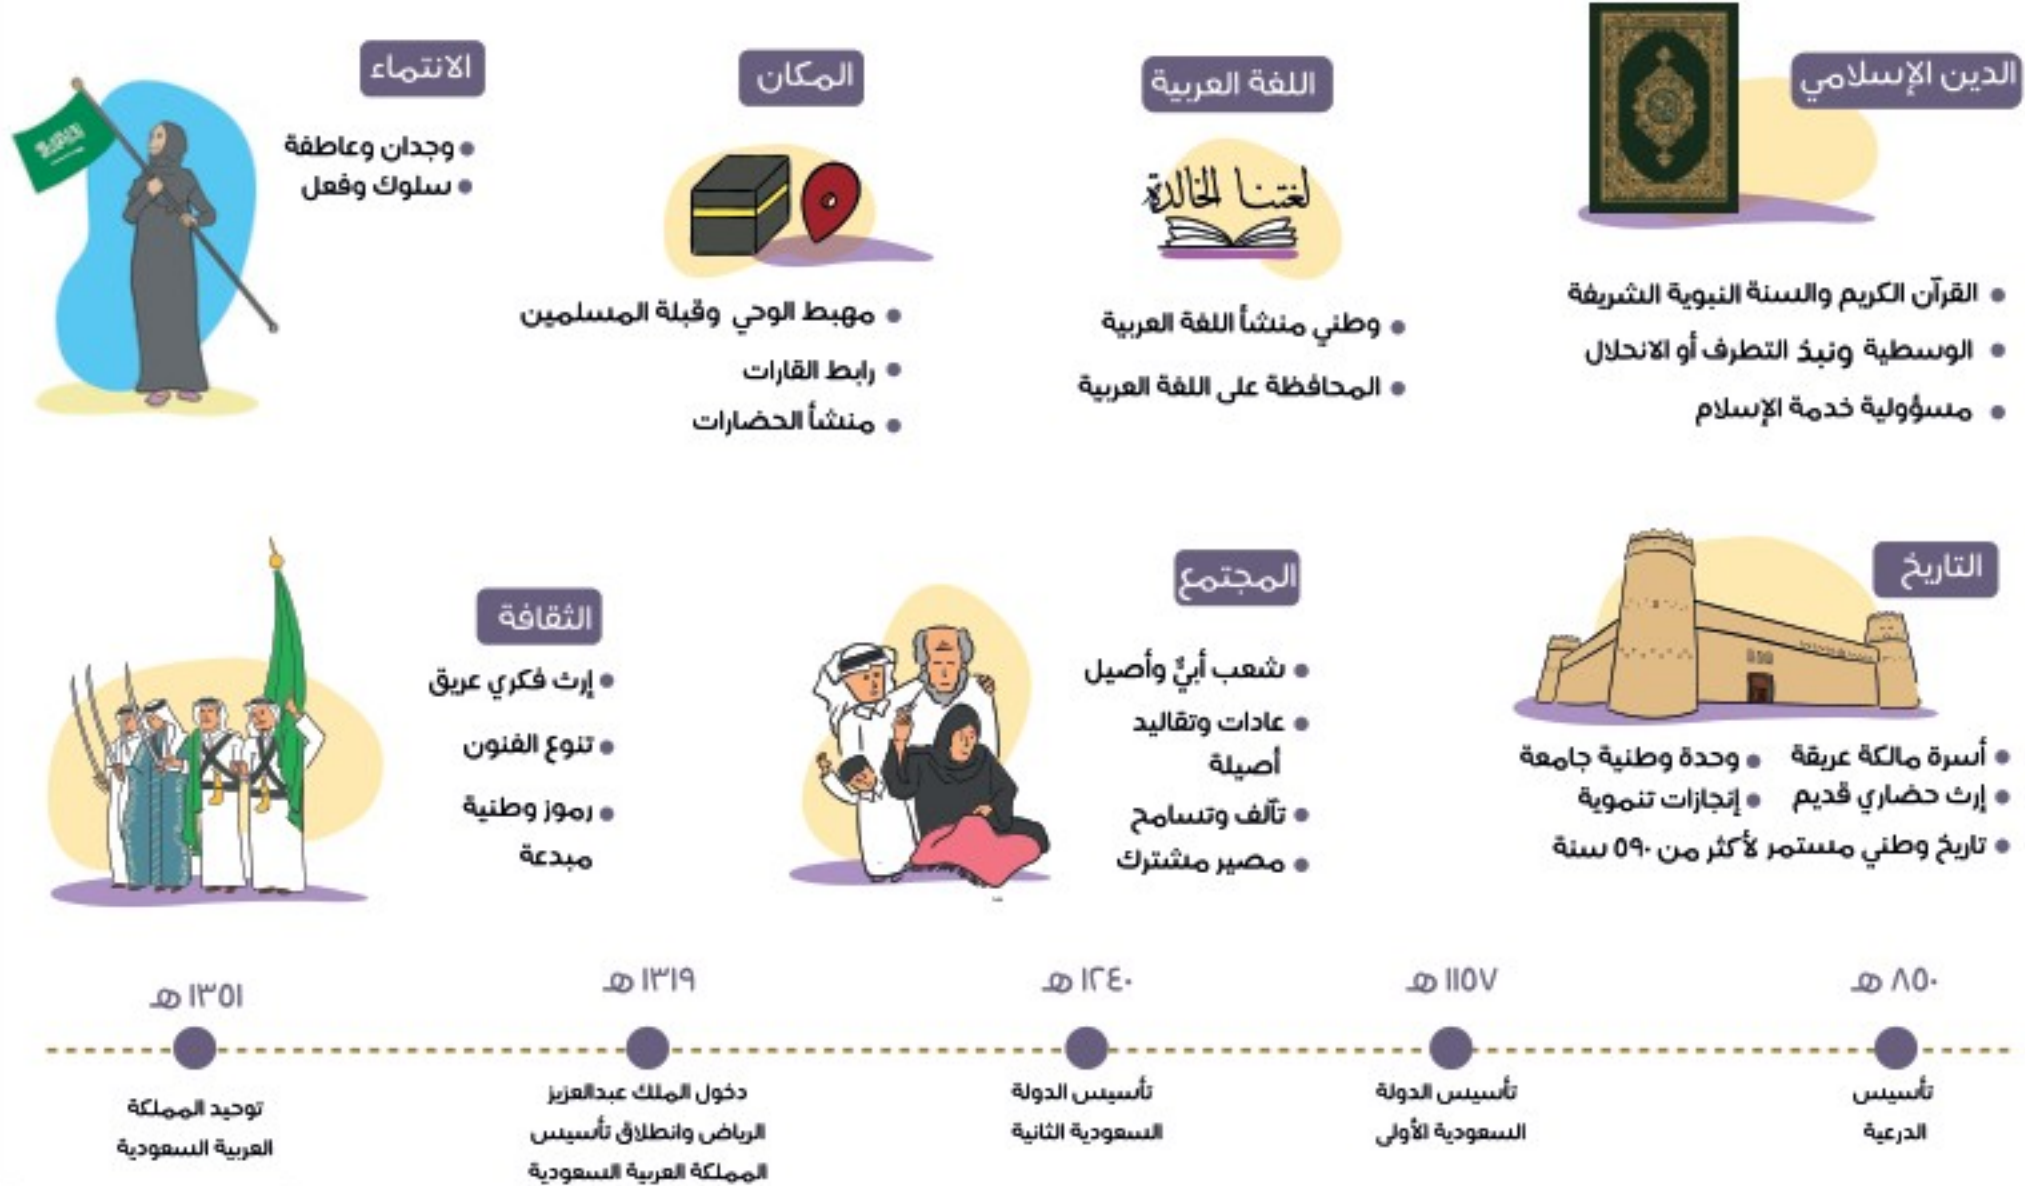 الدين الإسلامي
القرآن الكريم والسنة النبوية الشريفة
الوسطية ونبذ التطرف أو الانحلال
مسؤولية خدمة الإسلام
اللغة العربية
لغتنا الخالدة
وطني منشأ اللغة العربية
المحافظة على اللغة العربية
المكان
مهبط الوحي وقبلة المسلمين
رابط القارات
منشأ الحضارات
الانتماء
وجدان وعاطفة
سلوك وفعل
التاريخ
أسرة مالكة عريقة
وحدة وطنية جامعة
إرث حضاري قديم
إنجازات تنموية
تاريخ وطني مستمر لأكثر من ٥٩٠ سنة
المجتمع
شعب أبيٌّ وأصيل
عادات وتقاليد
أصيلة
تآلف وتسامح
مصير مشترك
الثقافة
إرث فكري عريق
تنوع الفنون
رموز وطنية
مبدعة
٨٥٠ هـ
تأسيس
الدرعية
١١٥٧ هـ
تأسيس الدولة
السعودية الأولى
١٢٤٠ هـ
تأسيس الدولة
السعودية الثانية
١٣١٩ هـ
دخول الملك عبدالعزيز
الرياض وانطلاق تأسيس
المملكة العربية السعودية
١٣٥١ هـ
توحيد المملكة
العربية السعودية